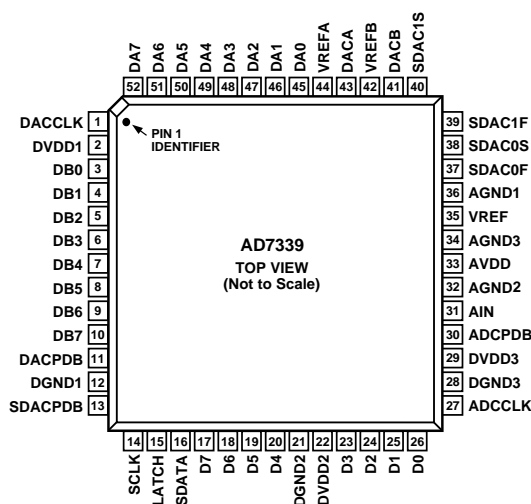 DA7 DA6 DA5 DA4 DA3 DA2 DA1 DA0 VREFA DACA VREFB DACB SDAC1S
52 51 50 49 48 47 46 45 44 43 42 41 40
DACCLK 1
DVDD1 2
DB0 3
DB1 4
DB2 5
DB3 6
DB4 7
DB5 8
DB6 9
DB7 10
DACPDB 11
DGND1 12
SDACPDB 13
PIN 1
IDENTIFIER
AD7339
TOP VIEW
(Not to Scale)
39 SDAC1F
38 SDAC0S
37 SDAC0F
36 AGND1
35 VREF
34 AGND3
33 AVDD
32 AGND2
31 AIN
30 ADCPDB
29 DVDD3
28 DGND3
27 ADCCLK
14 15 16 17 18 19 20 21 22 23 24 25 26
SCLK LATCH SDATA D7 D6 D5 D4 DGND2 DVDD2 D3 D2 D1 D0